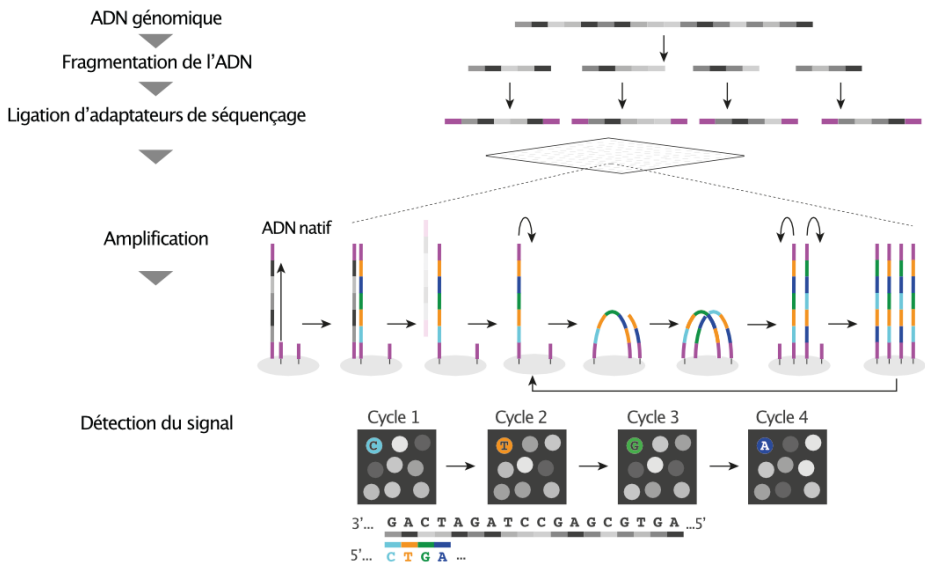 ADN génomique
Fragmentation de l’ADN
Ligation d’adaptateurs de séquençage
Amplification
ADN natif
Détection du signal
Cycle 1
Cycle 2
Cycle 3
Cycle 4
C
T
G
A
3’... G A C T A G A T C C G A G C G T G A ...5’
5’... C T G A ...